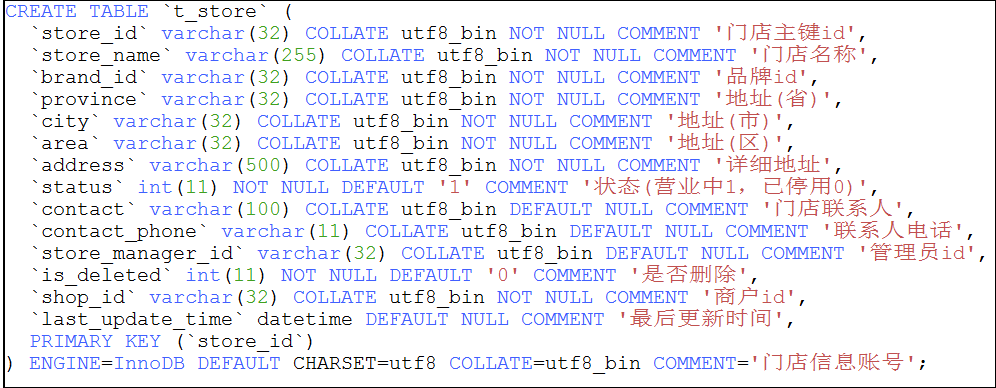 CREATE TABLE `t_store` (
`store_id` varchar(32) COLLATE utf8_bin NOT NULL COMMENT '门店主键id',
`store_name` varchar(255) COLLATE utf8_bin NOT NULL COMMENT '门店名称',
`brand_id` varchar(32) COLLATE utf8_bin NOT NULL COMMENT '品牌id',
`province` varchar(32) COLLATE utf8_bin NOT NULL COMMENT '地址(省)',
`city` varchar(32) COLLATE utf8_bin NOT NULL COMMENT '地址(市)',
`area` varchar(32) COLLATE utf8_bin NOT NULL COMMENT '地址(区)',
`address` varchar(500) COLLATE utf8_bin NOT NULL COMMENT '详细地址',
`status` int(11) NOT NULL DEFAULT '1' COMMENT '状态(营业中1，已停用0)',
`contact` varchar(100) COLLATE utf8_bin DEFAULT NULL COMMENT '门店联系人',
`contact_phone` varchar(11) COLLATE utf8_bin DEFAULT NULL COMMENT '联系人电话',
`store_manager_id` varchar(32) COLLATE utf8_bin DEFAULT NULL COMMENT '管理员id',
`is_deleted` int(11) NOT NULL DEFAULT '0' COMMENT '是否删除',
`shop_id` varchar(32) COLLATE utf8_bin NOT NULL COMMENT '商户id',
`last_update_time` datetime DEFAULT NULL COMMENT '最后更新时间',
PRIMARY KEY (`store_id`)
) ENGINE=InnoDB DEFAULT CHARSET=utf8 COLLATE=utf8_bin COMMENT='门店信息账号';